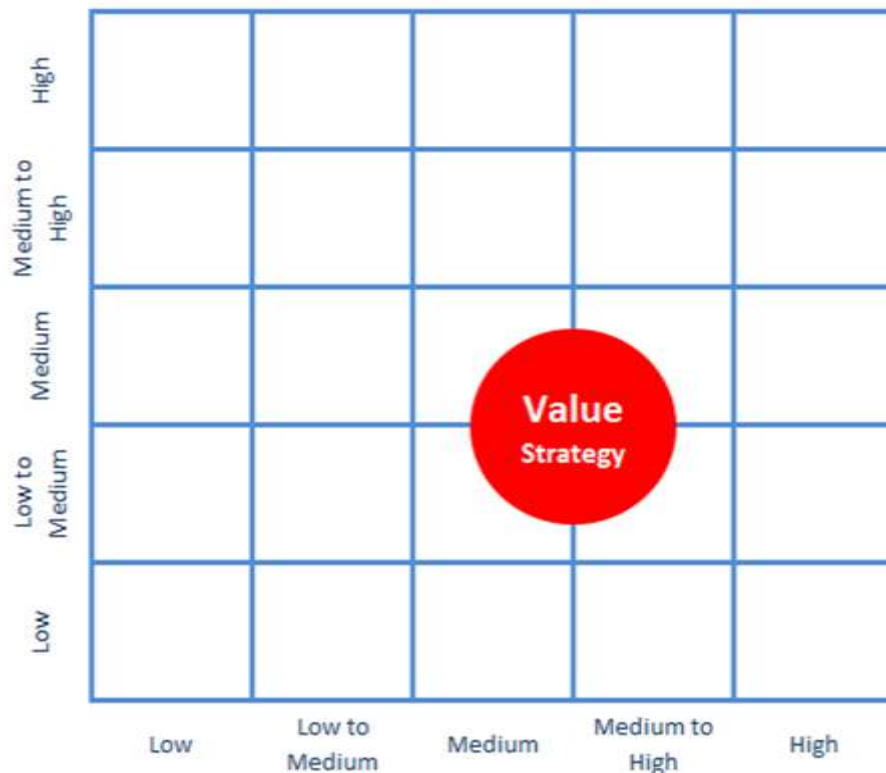 High
Medium to
High
Medium
Value
Strategy
Low to
Medium
Low
Low
Low to
Medium
Medium
Medium to
High
High